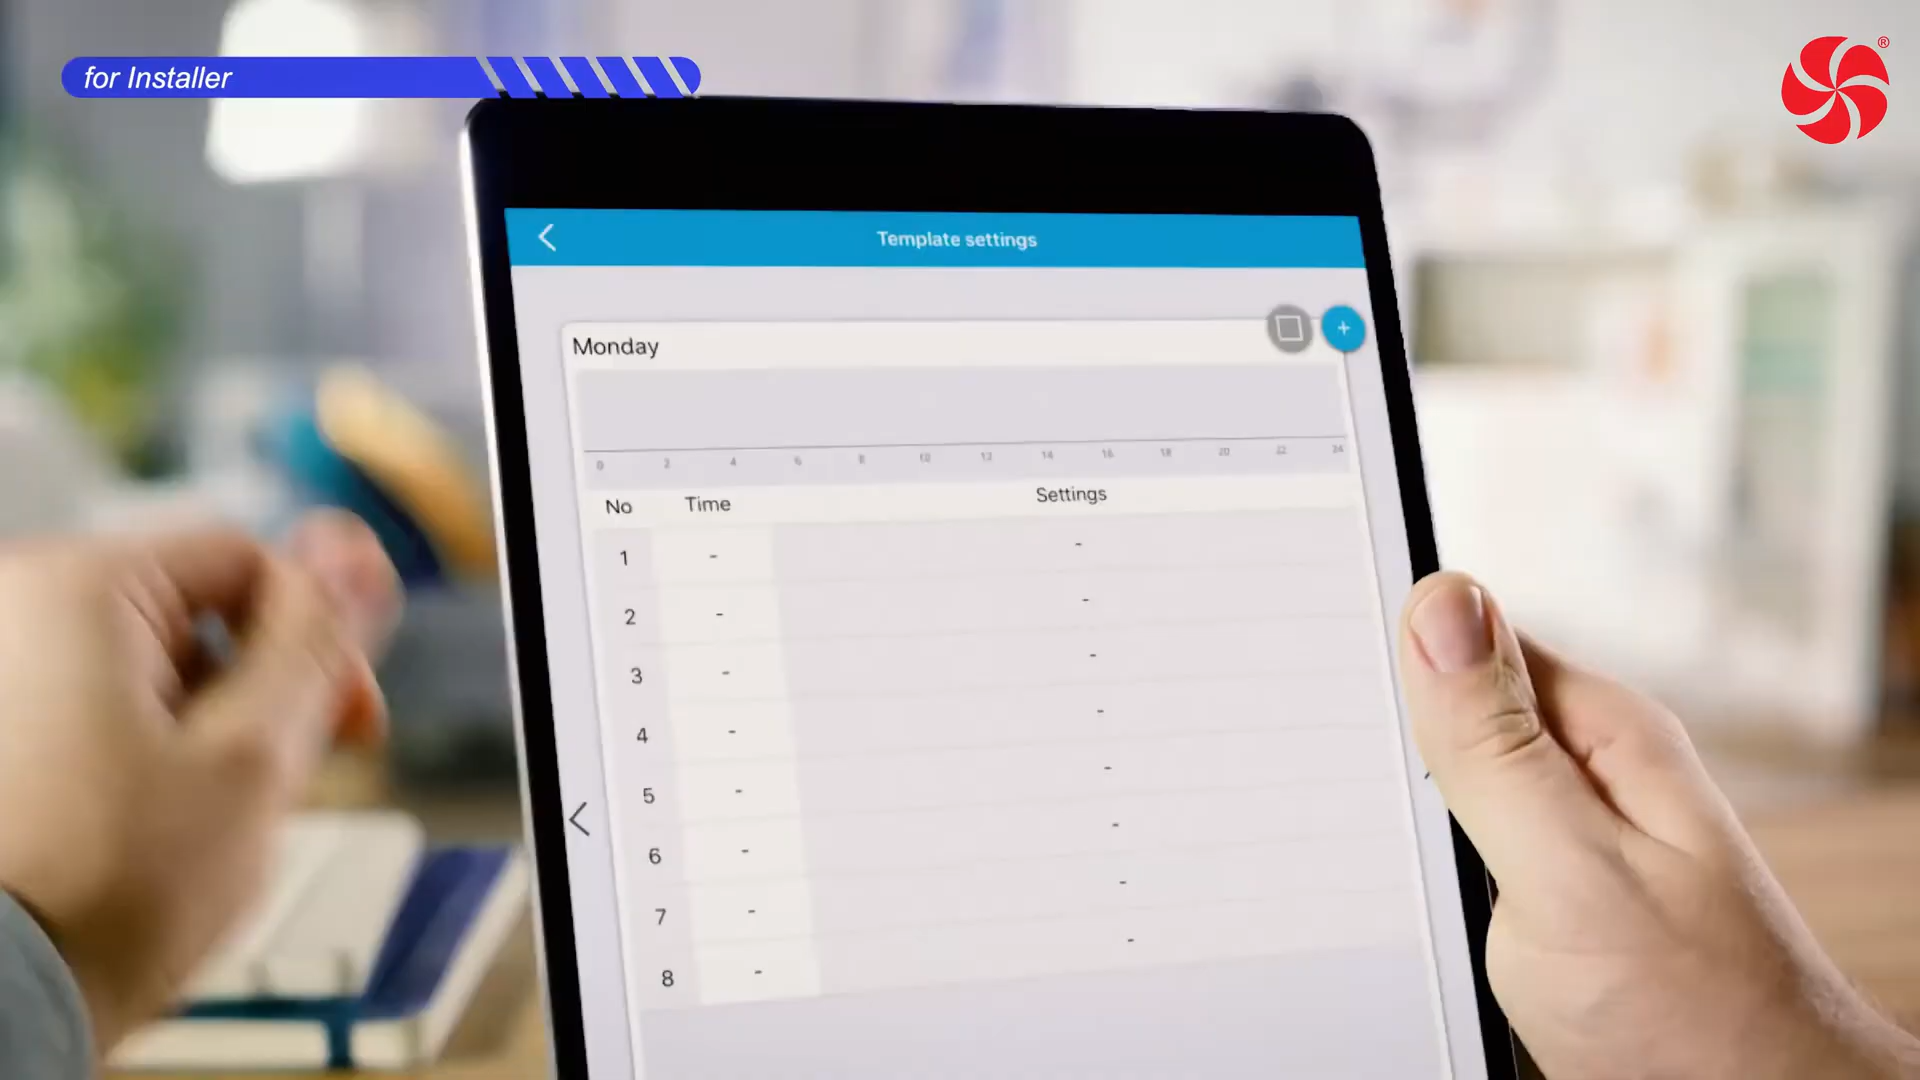 for Installer
®
Template settings
+
Monday
0 2 4 6 8 10 12 14 16 18 20 22 24
No Time Settings
1 - -
2 - -
3 - -
4 - -
5 - -
6 - -
7 - -
8 - -